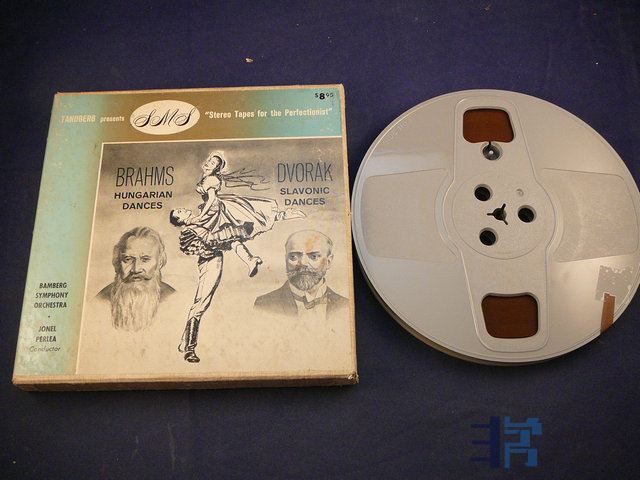 $8.95
TANDBERG presents SMS "Stereo Tapes for the Perfectionist"
BRAHMS
HUNGARIAN
DANCES
DVORAK
SLAVONIC
DANCES
BAMBERG
SYMPHONY
ORCHESTRA
•
JONEL
PERLEA
Conductor